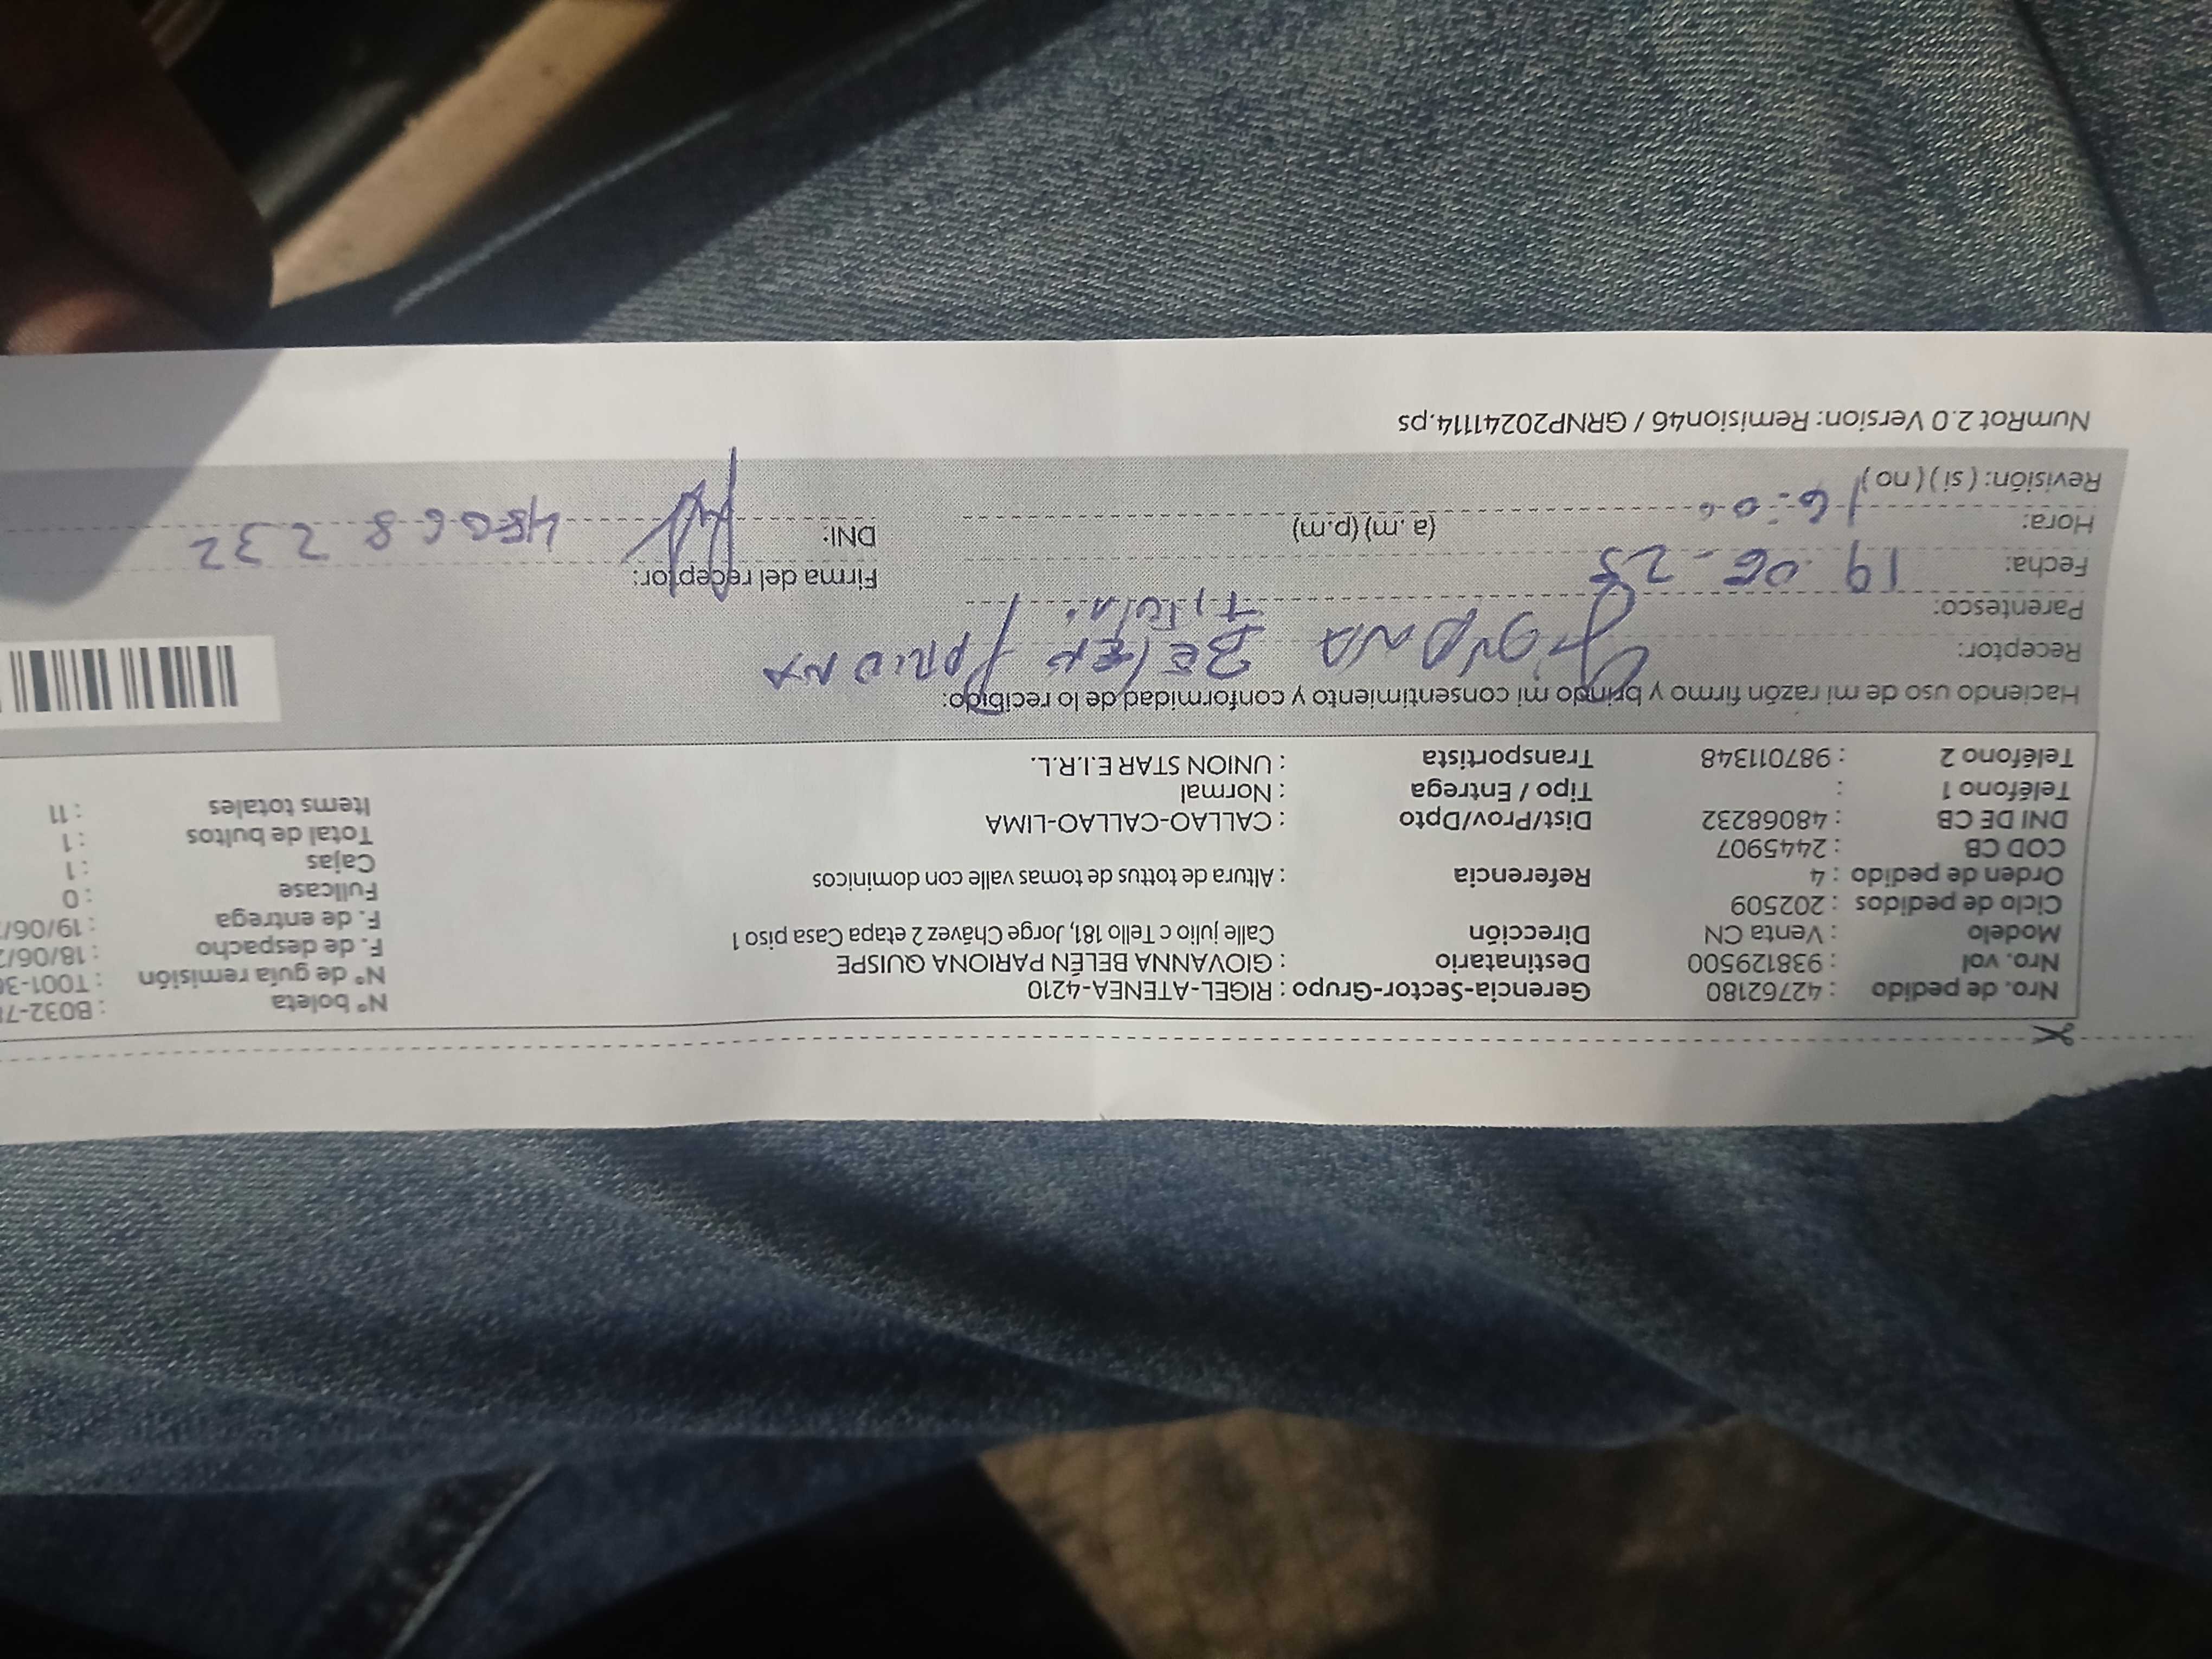 Nro. de pedido : 42762180 Gerencia-Sector-Grupo : RIGEL-ATENEA-4210 N° boleta : B032-7
Nro. vol : 938129500 Destinatario : GIOVANNA BELÉN PARIONA QUISPE N° de guía remisión : T001-3
Modelo : Venta CN Dirección Calle julio c Tello 181, Jorge Chávez 2 etapa Casa piso 1 F. de despacho : 18/06/
Ciclo de pedidos : 202509 F. de entrega : 19/06/
Orden de pedido : 4 Referencia : Altura de tottus de tomas valle con dominicos Fullcase : 0
COD CB : 2445907 Cajas : 1
DNI DE CB : 48068232 Dist/Prov/Dpto : CALLAO-CALLAO-LIMA Total de bultos : 1
Teléfono 1 : Tipo / Entrega : Normal Items totales : 11
Teléfono 2 : 987011348 Transportista : UNION STAR E.I.R.L.
Haciendo uso de mi razón firmo y brindo mi consentimiento y conformidad de lo recibido:
Receptor: BELEN
Parentesco:
Fecha: 19 . 06 - 25 Firma del receptor:
Hora: 16:06 (a.m) (p.m) DNI: 48068232
Revisión: ( si ) ( no )
NumRot 2.0 Version: Remision46 / GRNP20241114.ps